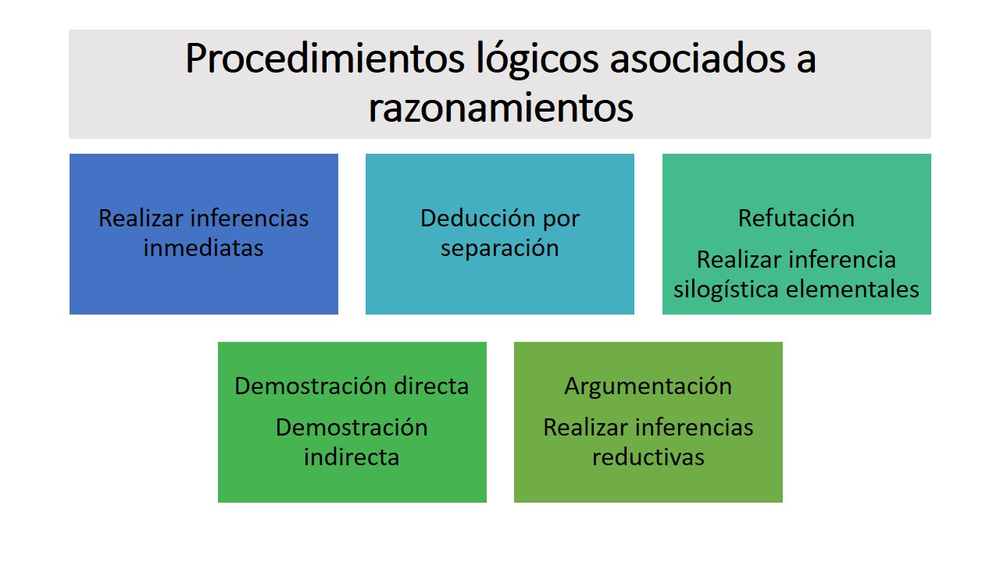 Procedimientos lógicos asociados a
razonamientos
Realizar inferencias
inmediatas
Deducción por
separación
Refutación
Realizar inferencia
silogística elementales
Demostración directa
Demostración
indirecta
Argumentación
Realizar inferencias
reductivas